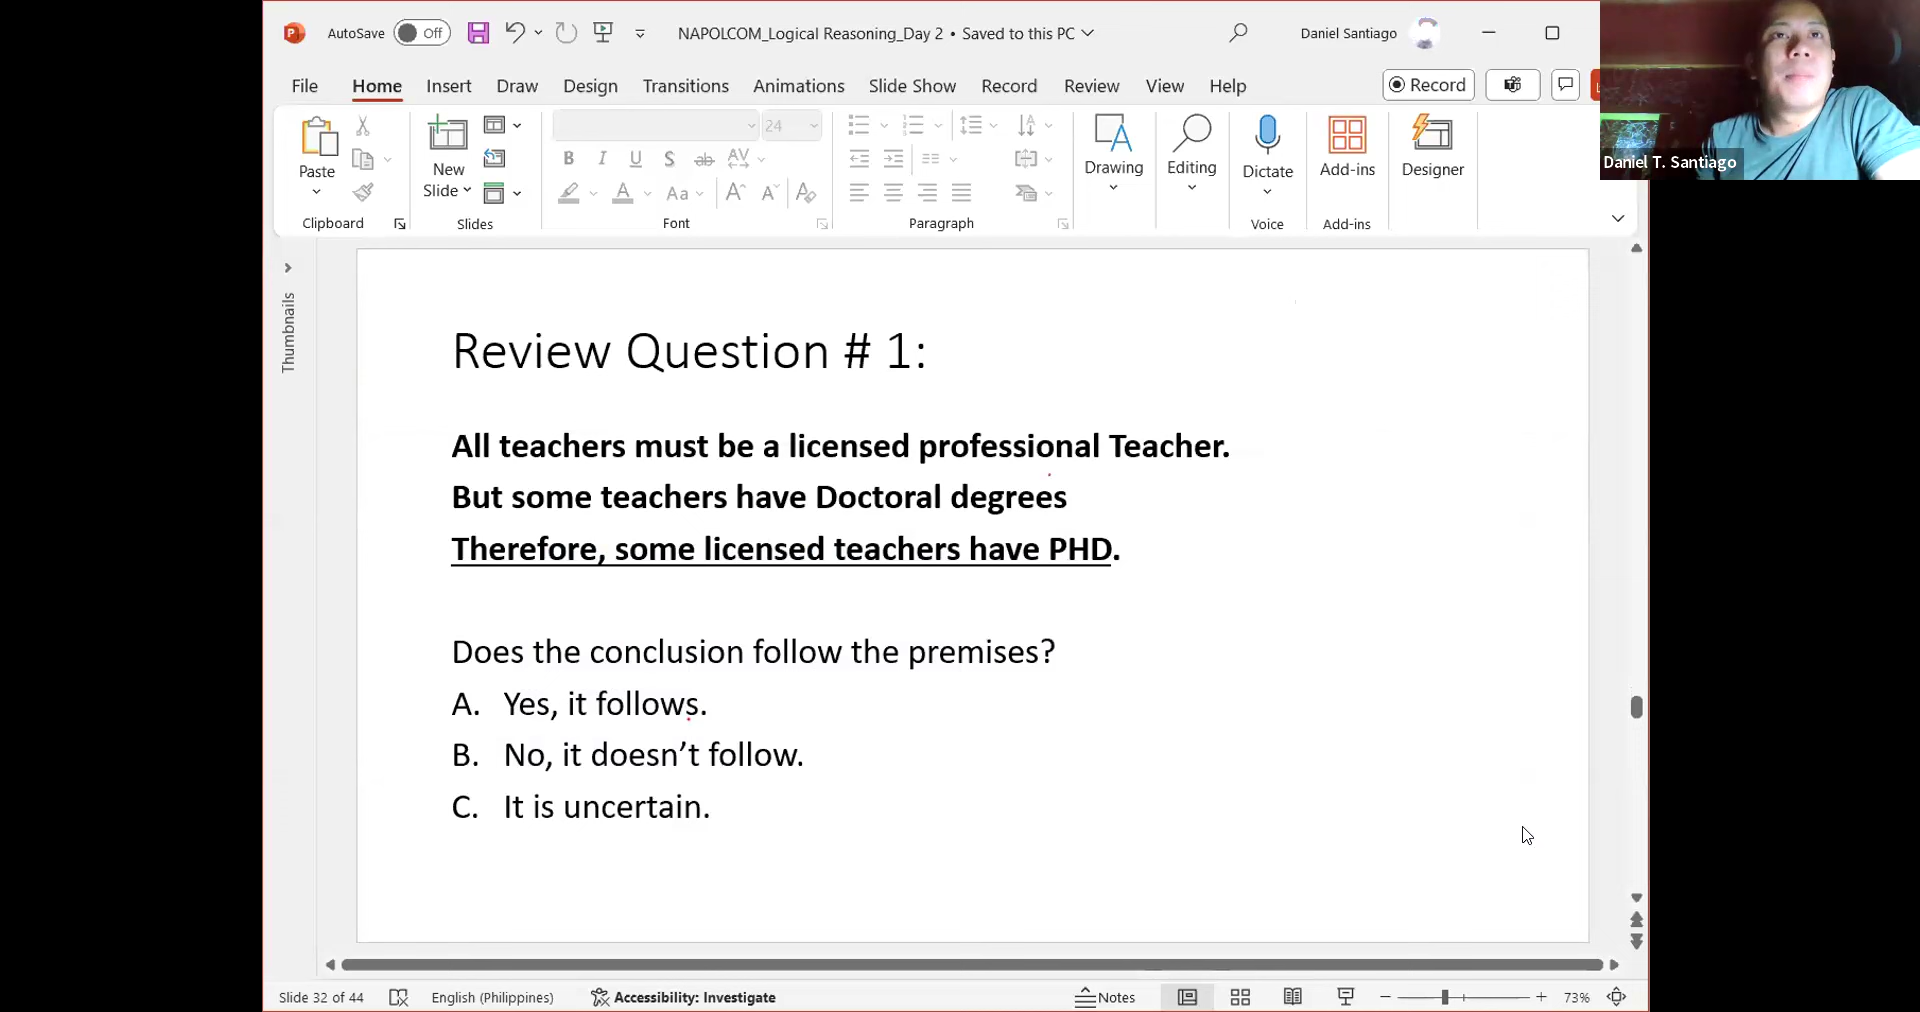 AutoSave Off NAPOLCOM_Logical Reasoning_Day 2 • Saved to this PC Daniel Santiago
File Home Insert Draw Design Transitions Animations Slide Show Record Review View Help Record
24
Paste New Slide B I U S ab AV Aa A A Drawing Editing Dictate Add-ins Designer
Clipboard Slides Font Paragraph Voice Add-ins
Daniel T. Santiago
Thumbnails
Review Question # 1:
All teachers must be a licensed professional Teacher.
But some teachers have Doctoral degrees
Therefore, some licensed teachers have PHD.
Does the conclusion follow the premises?
A. Yes, it follows.
B. No, it doesn’t follow.
C. It is uncertain.
Slide 32 of 44 English (Philippines) Accessibility: Investigate Notes 73%